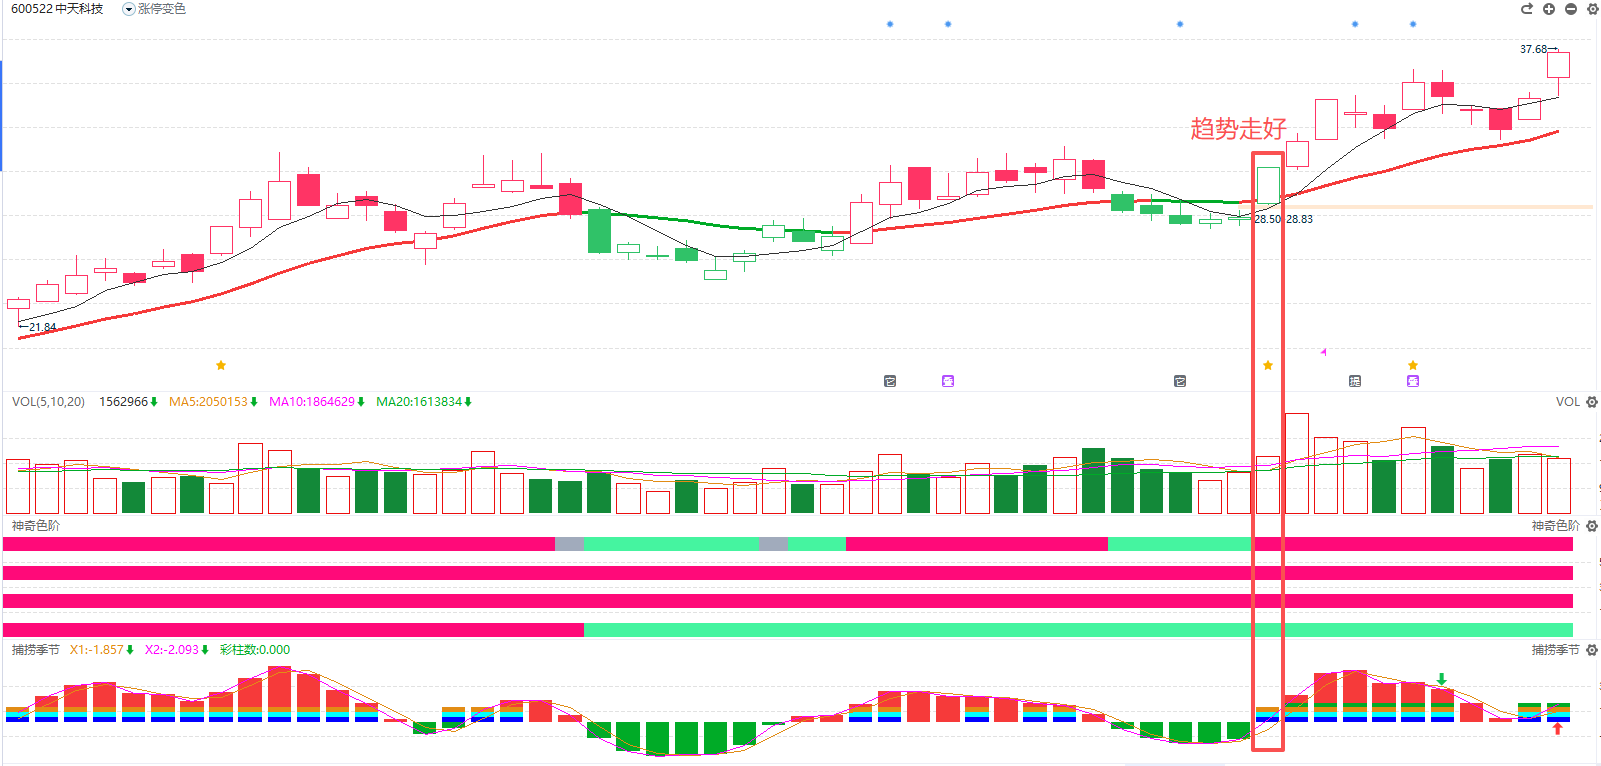 600522 中天科技 涨停变色
37.68
趋势走好
28.50 28.83
21.84
VOL(5,10,20) 1562966 MA5:2050153 MA10:1864629 MA20:1613834 VOL
神奇色阶 神奇色阶
捕捞季节 X1:-1.857 X2:-2.093 彩柱数:0.000 捕捞季节